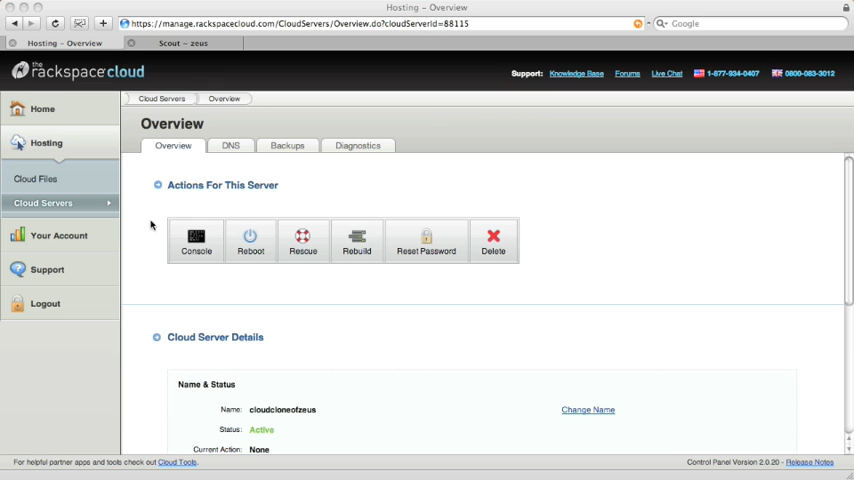 Hosting – Overview
https://manage.rackspacecloud.com/CloudServers/Overview.do?cloudServerId=88115
Google
Hosting – Overview
Scout – zeus
the rackspacecloud
Support: Knowledge Base Forums Live Chat 1-877-934-0407 0800-083-3012
Home
Hosting
Cloud Files
Cloud Servers
Your Account
Support
Logout
Cloud Servers Overview
Overview
Overview DNS Backups Diagnostics
Actions For This Server
Console Reboot Rescue Rebuild Reset Password Delete
Cloud Server Details
Name & Status
Name: cloudcloneofzeus Change Name
Status: Active
Current Action: None
For helpful partner apps and tools check out Cloud Tools.
Control Panel Version 2.0.20 - Release Notes